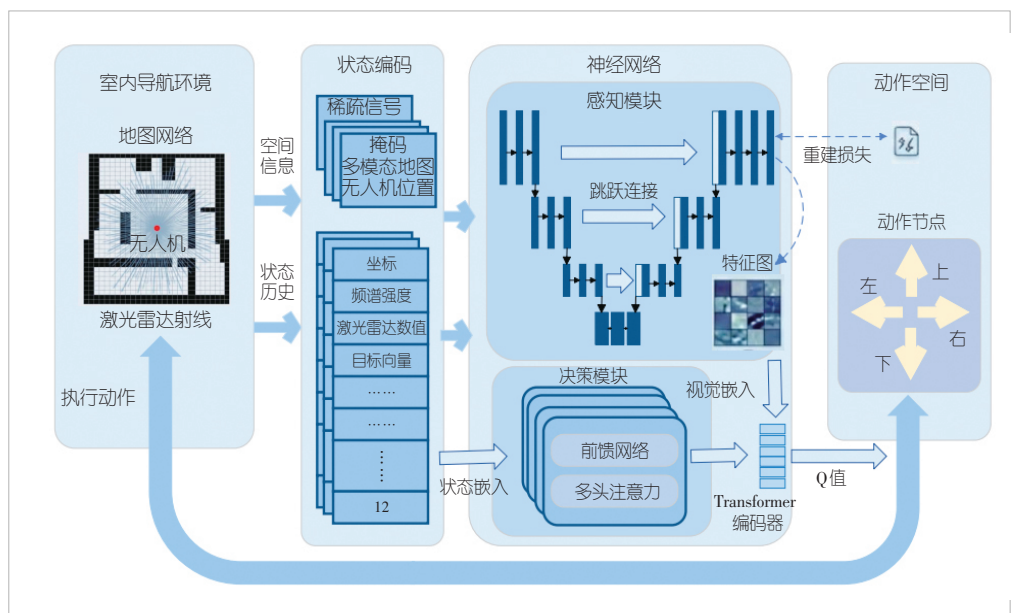 室内导航环境
地图网络
无人机
激光雷达射线
执行动作
空间
信息
状态
历史
状态编码
稀疏信号
掩码
多模态地图
无人机位置
坐标
频谱强度
激光雷达数值
目标向量
……
……
……
12
状态嵌入
神经网络
感知模块
跳跃连接
特征图
决策模块
前馈网络
多头注意力
视觉嵌入
Transformer
编码器
Q值
重建损失
动作空间
动作节点
上
左
右
下